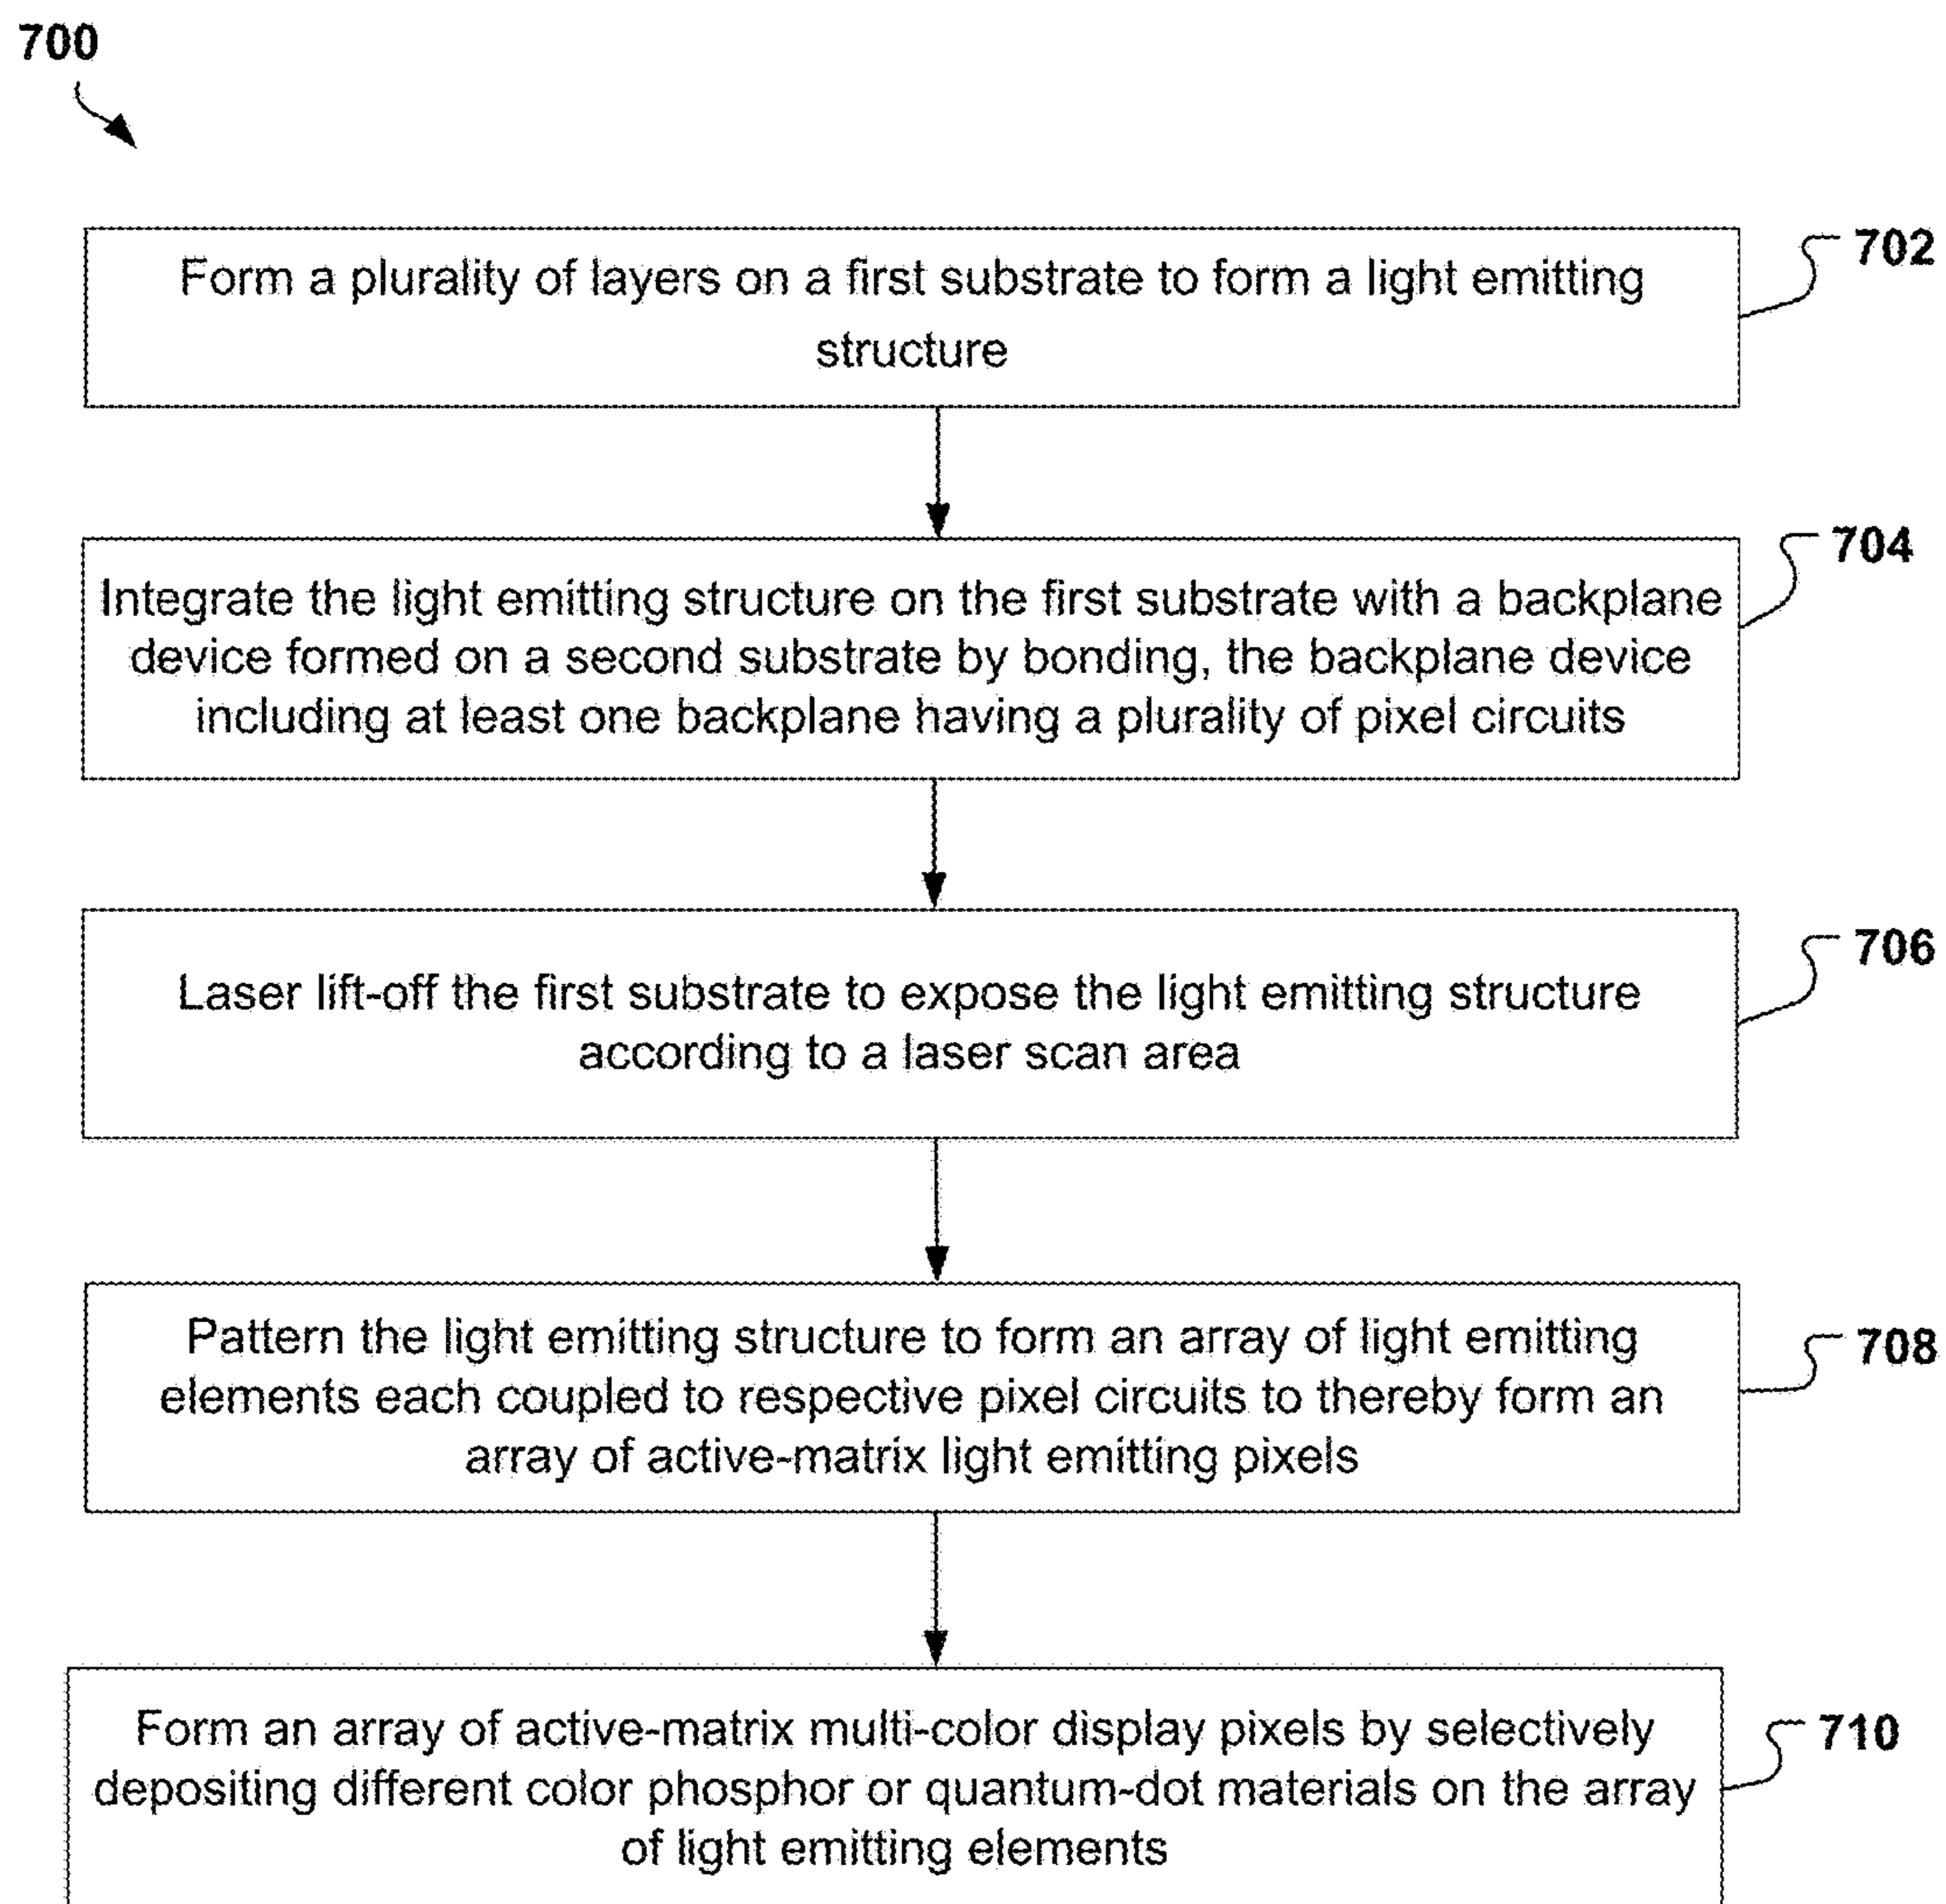 700
Form a plurality of layers on a first substrate to form a light emitting
structure
702
Integrate the light emitting structure on the first substrate with a backplane
device formed on a second substrate by bonding, the backplane device
including at least one backplane having a plurality of pixel circuits
704
Laser lift-off the first substrate to expose the light emitting structure
according to a laser scan area
706
Pattern the light emitting structure to form an array of light emitting
elements each coupled to respective pixel circuits to thereby form an
array of active-matrix light emitting pixels
708
Form an array of active-matrix multi-color display pixels by selectively
depositing different color phosphor or quantum-dot materials on the array
of light emitting elements
710